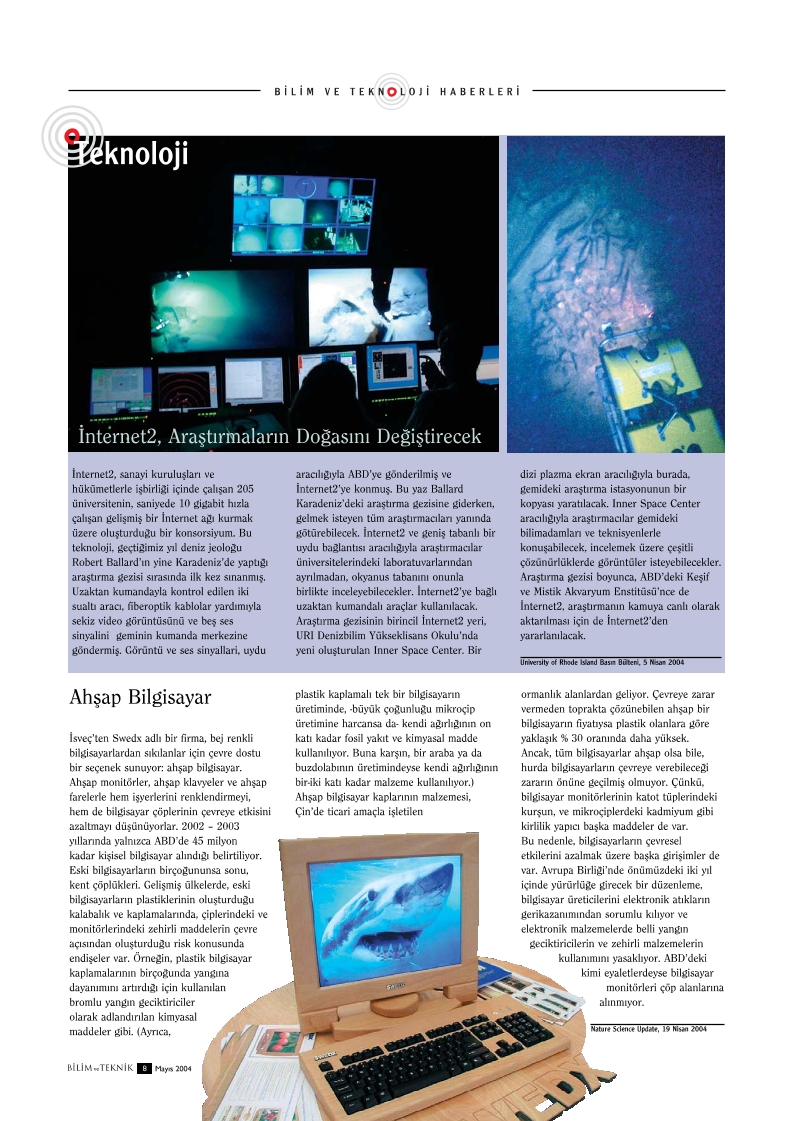 BİLİM VE TEKNOLOJİ HABERLERİ
Teknoloji
İnternet2, Araştırmaların Doğasını Değiştirecek
İnternet2, sanayi kuruluşları ve
hükümetlerle işbirliği içinde çalışan 205
üniversitenin, saniyede 10 gigabit hızla
çalışan gelişmiş bir İnternet ağı kurmak
üzere oluşturduğu bir konsorsiyum. Bu
teknoloji, geçtiğimiz yıl deniz jeoloğu
Robert Ballard'ın yine Karadeniz'de yaptığı
araştırma gezisi sırasında ilk kez sınanmış.
Uzaktan kumandayla kontrol edilen iki
sualtı aracı, fiberoptik kablolar yardımıyla
sekiz video görüntüsünü ve beş ses
sinyalini geminin kumanda merkezine
göndermiş. Görüntü ve ses sinyallari, uydu
aracılığıyla ABD'ye gönderilmiş ve
İnternet2'ye konmuş. Bu yaz Ballard
Karadeniz'deki araştırma gezisine giderken,
gelmek isteyen tüm araştırmacıları yanında
götürebilecek. İnternet2 ve geniş tabanlı bir
uydu bağlantısı aracılığıyla araştırmacılar
üniversitelerindeki laboratuvarlarından
ayrılmadan, okyanus tabanını onunla
birlikte inceleyebilecekler. İnternet2'ye bağlı
uzaktan kumandalı araçlar kullanılacak.
Araştırma gezisinin birincil İnternet2 yeri,
URI Denizbilim Yükseklisans Okulu'nda
yeni oluşturulan Inner Space Center. Bir
dizi plazma ekran aracılığıyla burada,
gemideki araştırma istasyonunun bir
kopyası yaratılacak. Inner Space Center
aracılığıyla araştırmacılar gemideki
bilimadamları ve teknisyenlerle
konuşabilecek, incelemek üzere çeşitli
çözünürlüklerde görüntüler isteyebilecekler.
Araştırma gezisi boyunca, ABD'deki Keşif
ve Mistik Akvaryum Enstitüsü'nce de
İnternet2, araştırmanın kamuya canlı olarak
aktarılması için de İnternet2'den
yararlanılacak.
University of Rhode Island Basın Bülteni, 5 Nisan 2004
Ahşap Bilgisayar
İsveç'ten Swedx adlı bir firma, bej renkli
bilgisayarlardan sıkılanlar için çevre dostu
bir seçenek sunuyor: ahşap bilgisayar.
Ahşap monitörler, ahşap klavyeler ve ahşap
farelerle hem işyerlerini renklendirmeyi,
hem de bilgisayar çöplerinin çevreye etkisini
azaltmayı düşünüyorlar. 2002 – 2003
yıllarında yalnızca ABD'de 45 milyon
kadar kişisel bilgisayar alındığı belirtiliyor.
Eski bilgisayarların birçoğununsa sonu,
kent çöplükleri. Gelişmiş ülkelerde, eski
bilgisayarların plastiklerinin oluşturduğu
kalabalık ve kaplamalarında, çiplerindeki ve
monitörlerindeki zehirli maddelerin çevre
açısından oluşturduğu risk konusunda
endişeler var. Örneğin, plastik bilgisayar
kaplamalarının birçoğunda yangına
dayanımı artırdığı için kullanılan
bromlu yangın geciktiriciler
olarak adlandırılan kimyasal
maddeler gibi. (Ayrıca,
plastik kaplamalı tek bir bilgisayarın
üretiminde, -büyük çoğunluğu mikroçip
üretimine harcansa da- kendi ağırlığının on
katı kadar fosil yakıt ve kimyasal madde
kullanılıyor. Buna karşın, bir araba ya da
buzdolabının üretimindeyse kendi ağırlığının
bir-iki katı kadar malzeme kullanılıyor.)
Ahşap bilgisayar kaplarının malzemesi,
Çin'de ticari amaçla işletilen
ormanlık alanlardan geliyor. Çevreye zarar
vermeden toprakta çözünebilen ahşap bir
bilgisayarın fiyatıysa plastik olanlara göre
yaklaşık % 30 oranında daha yüksek.
Ancak, tüm bilgisayarlar ahşap olsa bile,
hurda bilgisayarların çevreye verebileceği
zararın önüne geçilmiş olmuyor. Çünkü,
bilgisayar monitörlerinin katot tüplerindeki
kurşun, ve mikroçiplerdeki kadmiyum gibi
kirlilik yapıcı başka maddeler de var.
Bu nedenle, bilgisayarların çevresel
etkilerini azalmak üzere başka girişimler de
var. Avrupa Birliği'nde önümüzdeki iki yıl
içinde yürürlüğe girecek bir düzenleme,
bilgisayar üreticilerini elektronik atıkların
gerikazanımından sorumlu kılıyor ve
elektronik malzemelerde belli yangın
geciktiricilerin ve zehirli malzemelerin
kullanımını yasaklıyor. ABD'deki
kimi eyaletlerdeyse bilgisayar
monitörleri çöp alanlarına
alınmıyor.
Nature Science Update, 19 Nisan 2004
SWEDX
SWEDX
SWEDX
BİLİM ve TEKNİK 8 Mayıs 2004